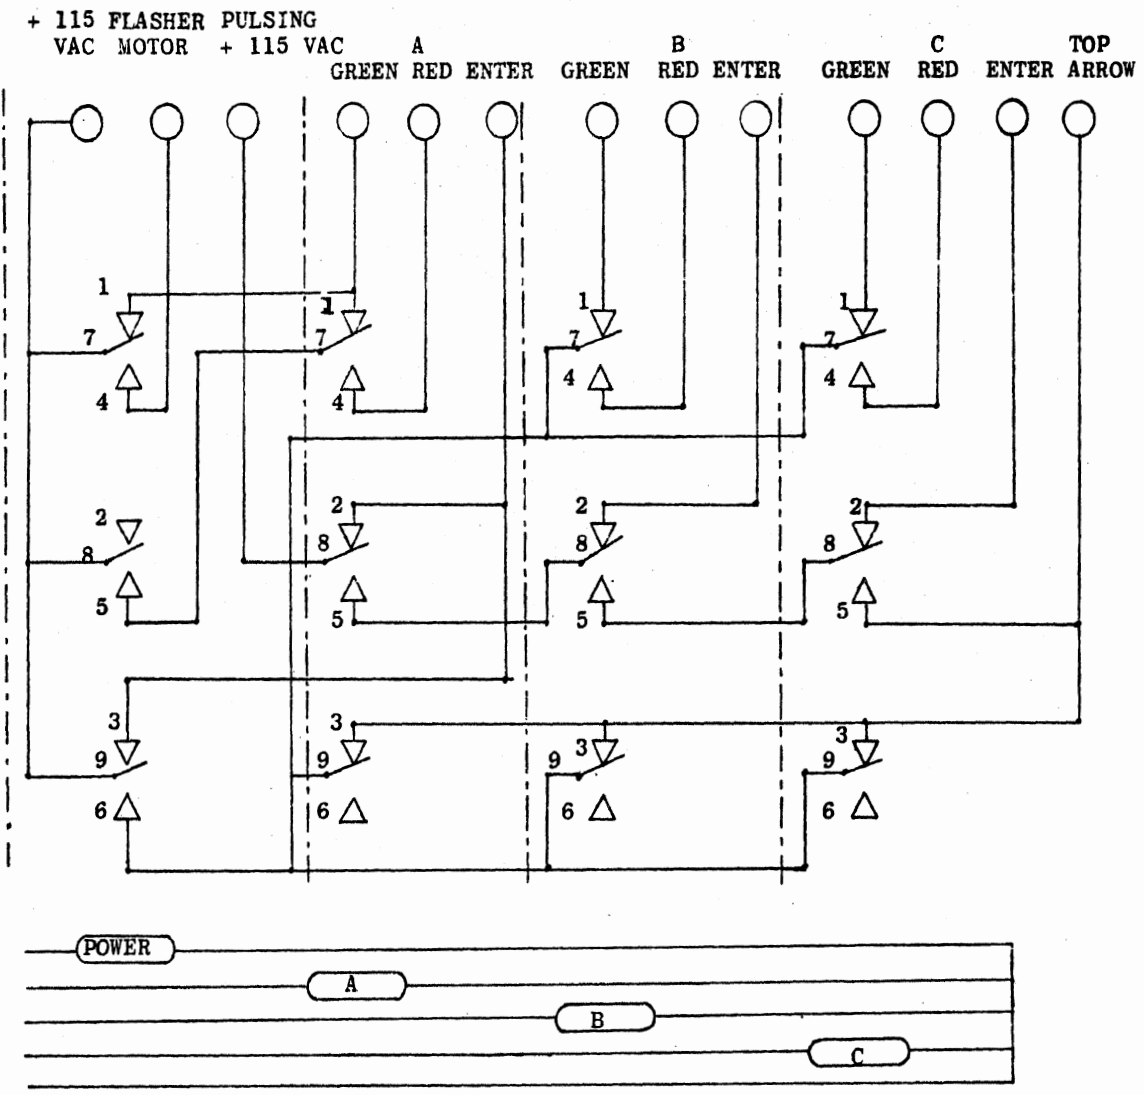 + 115 FLASHER PULSING
VAC MOTOR + 115 VAC A B C TOP
GREEN RED ENTER GREEN RED ENTER GREEN RED ENTER ARROW
1 1 1 1
7 7 7 7
4 4 4 4
2 2 2 2
8 8 8 8
5 5 5 5
3 3 3 3
9 9 9 9
6 6 6 6
POWER
A
B
C